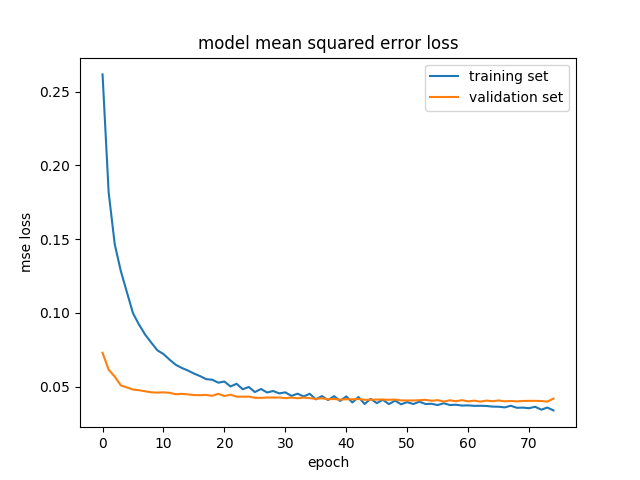 model mean squared error loss
training set
validation set
0.25
0.20
0.15
0.10
0.05
mse loss
0 10 20 30 40 50 60 70
epoch